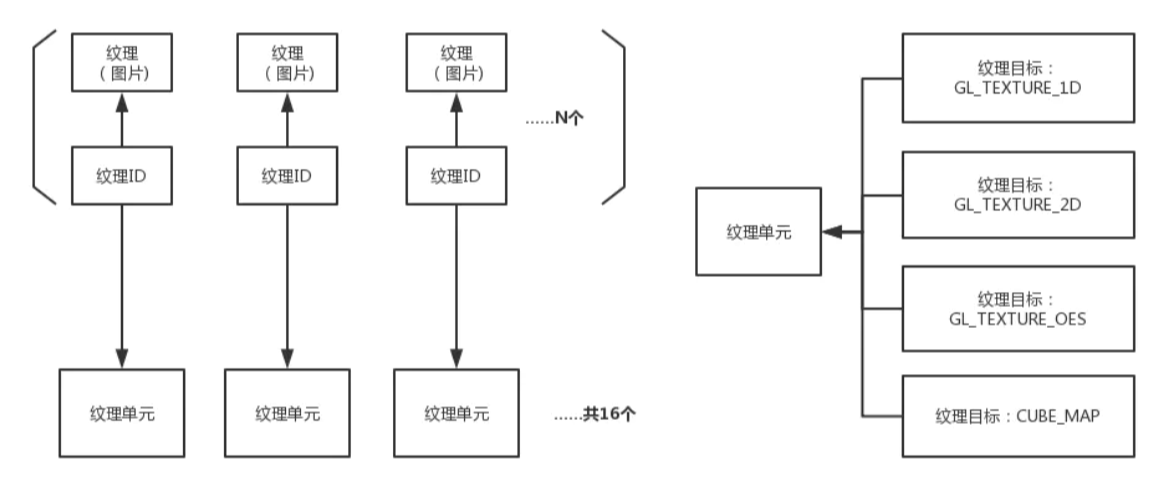 纹理
（ 图片)
纹理
（ 图片)
纹理
（ 图片)
……N个
纹理ID
纹理ID
纹理ID
纹理单元
纹理单元
纹理单元
……共16个
纹理目标：
GL_TEXTURE_1D
纹理目标：
GL_TEXTURE_2D
纹理单元
纹理目标：
GL_TEXTURE_OES
纹理目标：CUBE_MAP